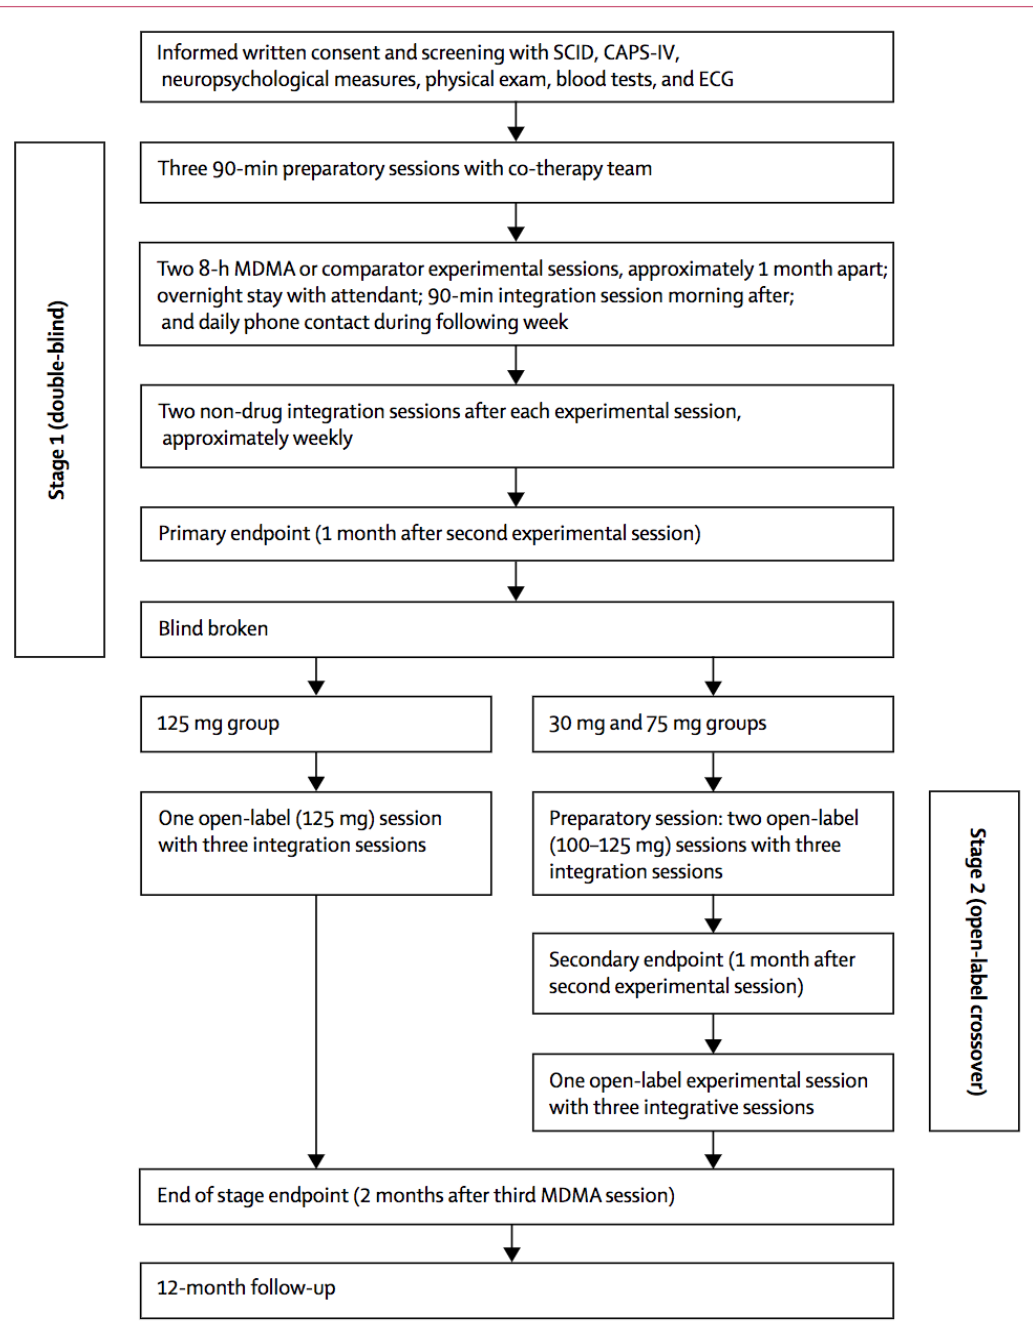 Informed written consent and screening with SCID, CAPS-IV,
neuropsychological measures, physical exam, blood tests, and ECG
Stage 1 (double-blind)
Three 90-min preparatory sessions with co-therapy team
Two 8-h MDMA or comparator experimental sessions, approximately 1 month apart;
overnight stay with attendant; 90-min integration session morning after;
and daily phone contact during following week
Two non-drug integration sessions after each experimental session,
approximately weekly
Primary endpoint (1 month after second experimental session)
Blind broken
125 mg group
30 mg and 75 mg groups
One open-label (125 mg) session
with three integration sessions
Stage 2 (open-label crossover)
Preparatory session: two open-label
(100–125 mg) sessions with three
integration sessions
Secondary endpoint (1 month after
second experimental session)
One open-label experimental session
with three integrative sessions
End of stage endpoint (2 months after third MDMA session)
12-month follow-up